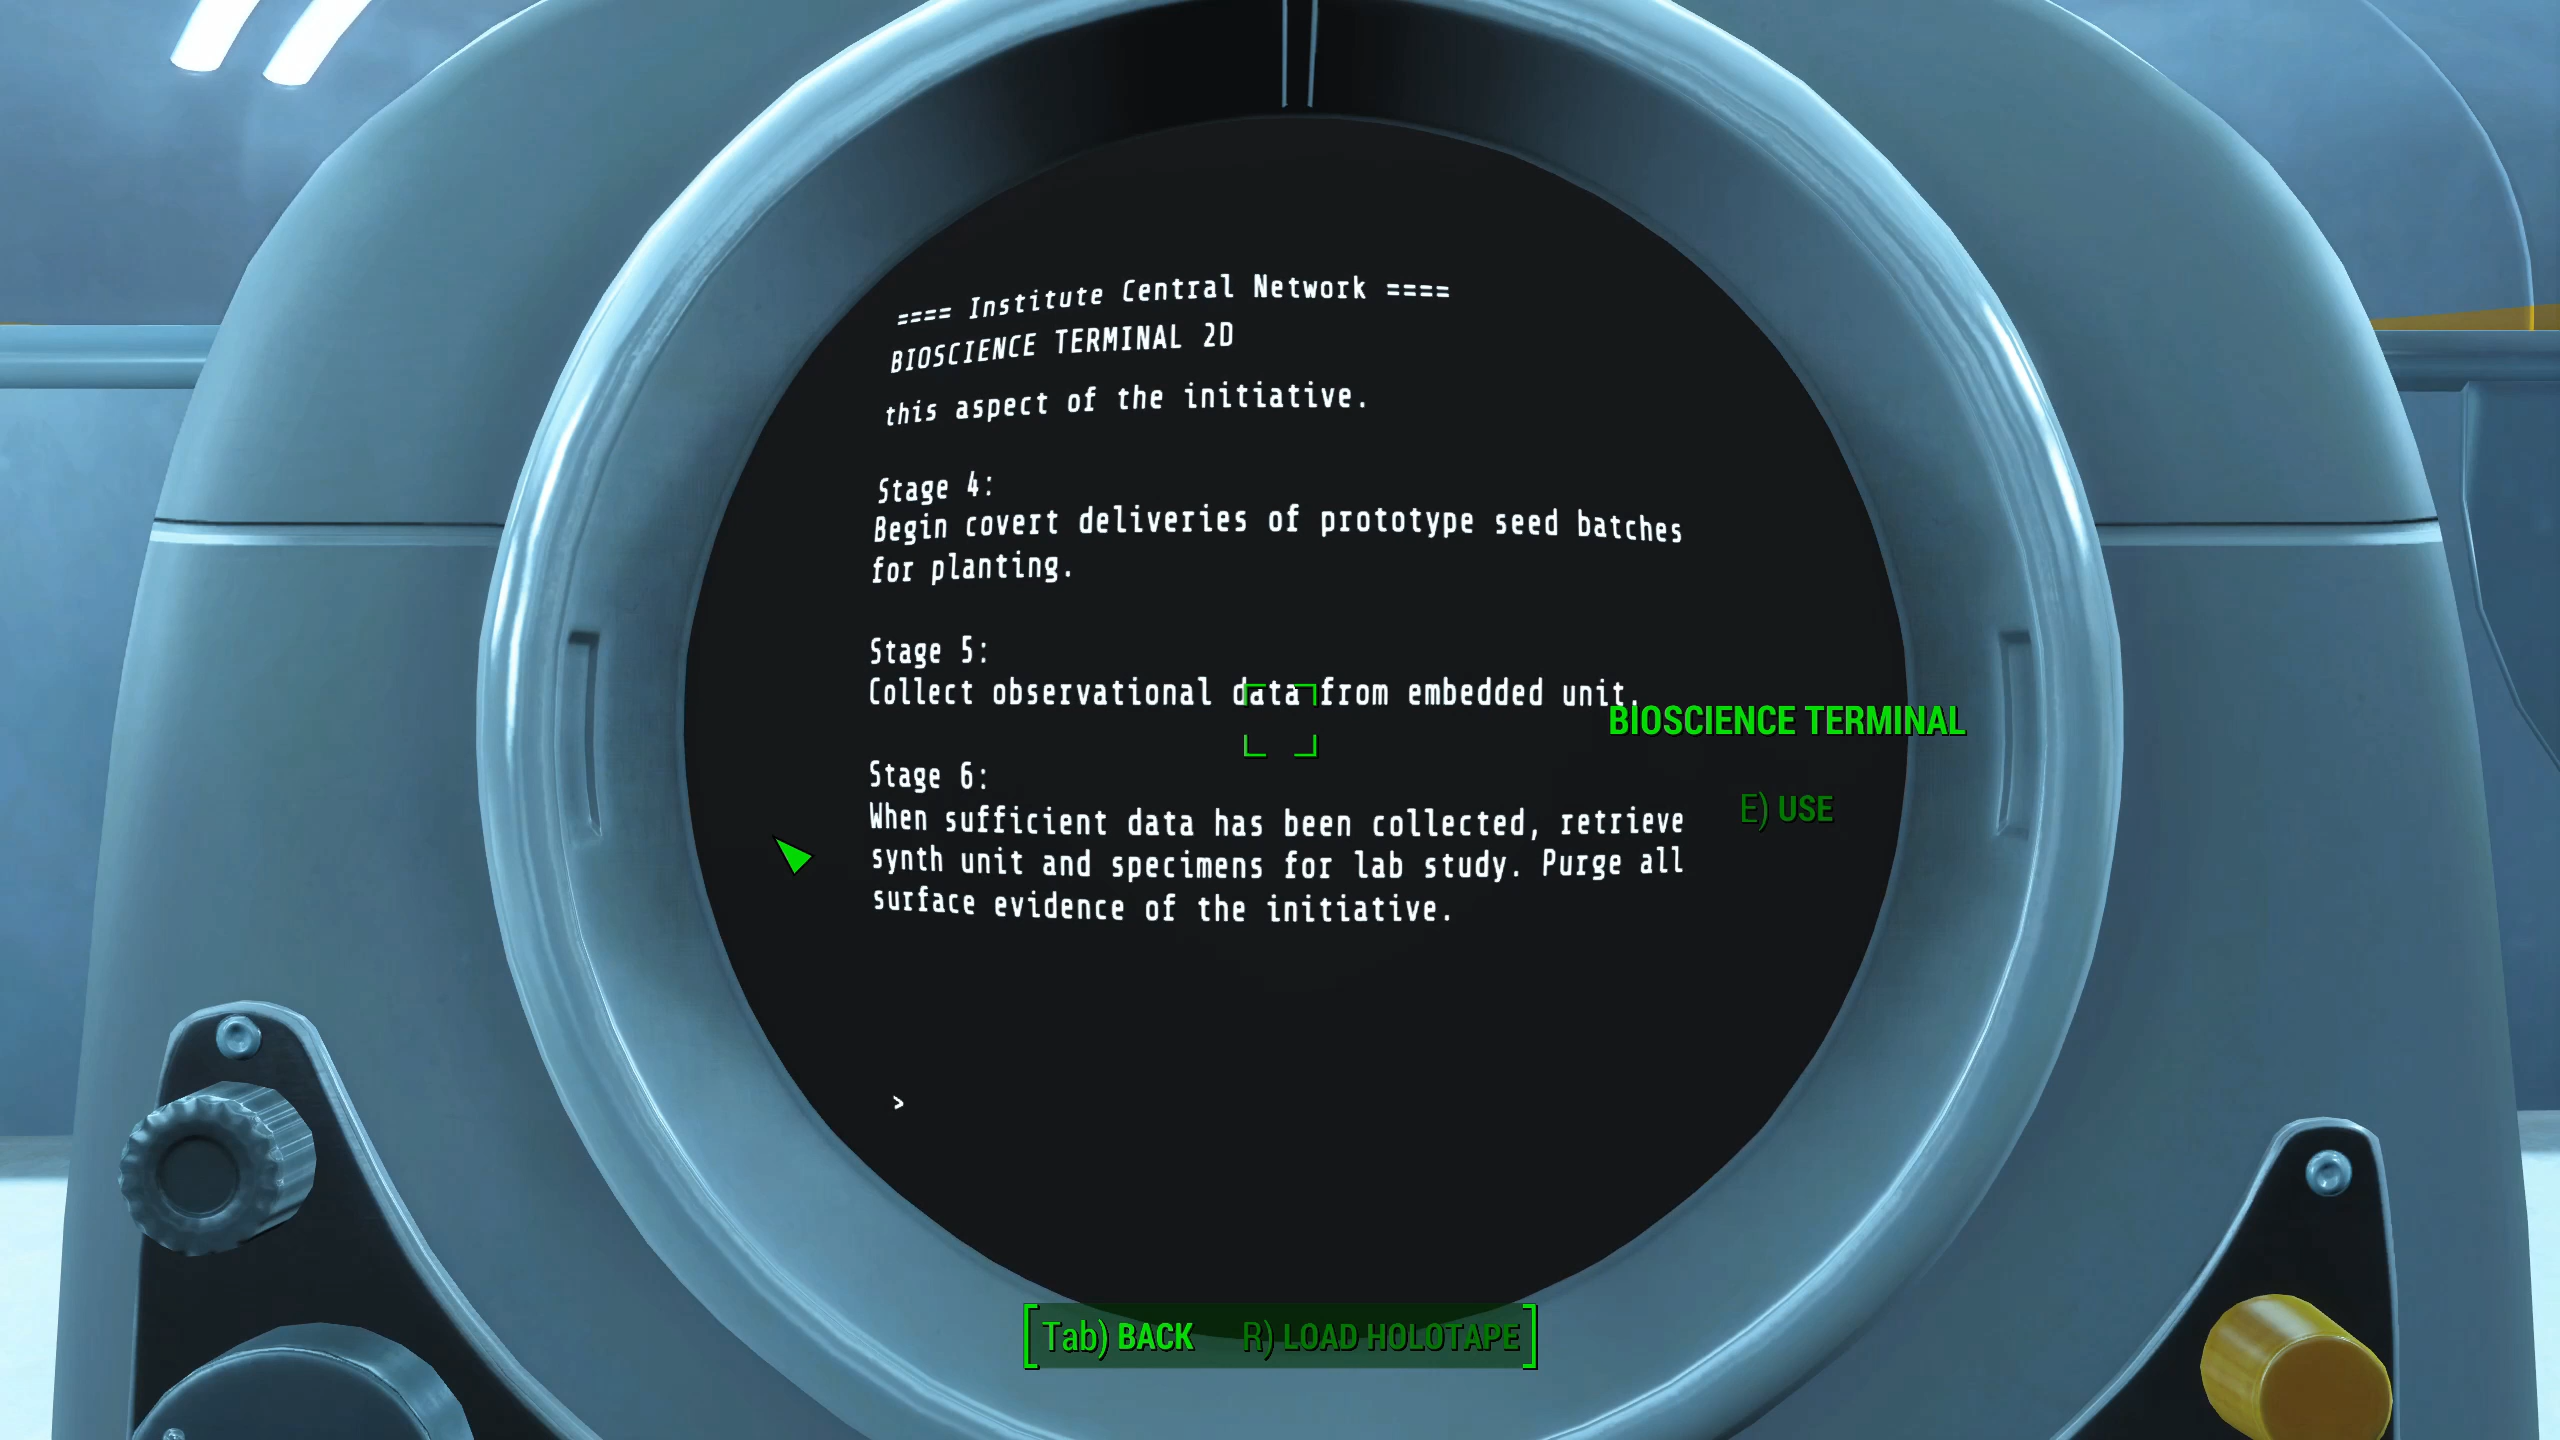 ==== Institute Central Network ====
BIOSCIENCE TERMINAL 2D
this aspect of the initiative.
Stage 4:
Begin covert deliveries of prototype seed batches
for planting.
Stage 5:
Collect observational data from embedded unit.
BIOSCIENCE TERMINAL
E) USE
Stage 6:
When sufficient data has been collected, retrieve
synth unit and specimens for lab study. Purge all
surface evidence of the initiative.
>
Tab) BACK R) LOAD HOLOTAPE